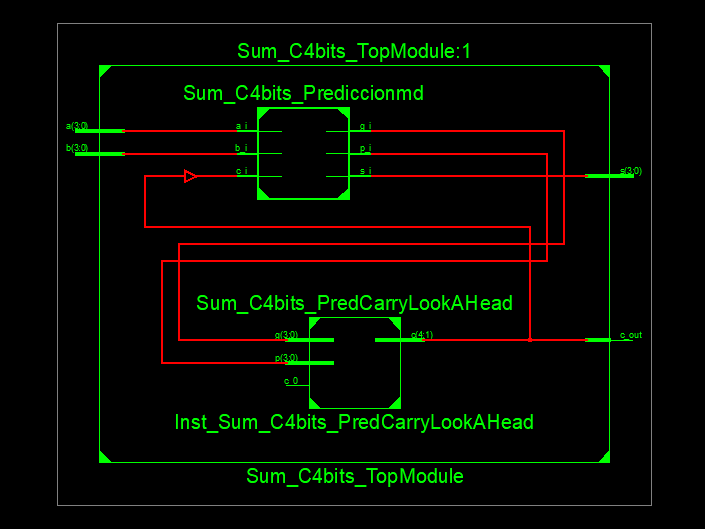 Sum_C4bits_TopModule:1
Sum_C4bits_Prediccionmd
a(3:0)
a_i
g_i
b(3:0)
b_i
p_i
c_i
s_i
s(3:0)
Sum_C4bits_PredCarryLookAHead
g(3:0)
c(4:1)
c_out
p(3:0)
c_0
Inst_Sum_C4bits_PredCarryLookAHead
Sum_C4bits_TopModule